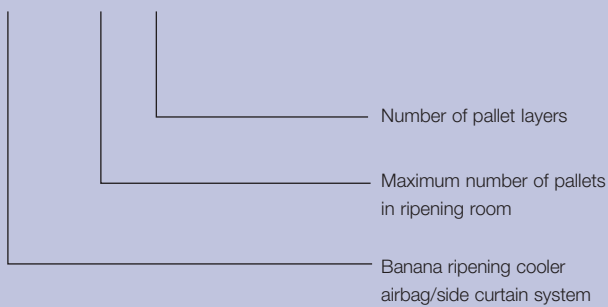 Number of pallet layers
Maximum number of pallets
in ripening room
Banana ripening cooler
airbag/side curtain system